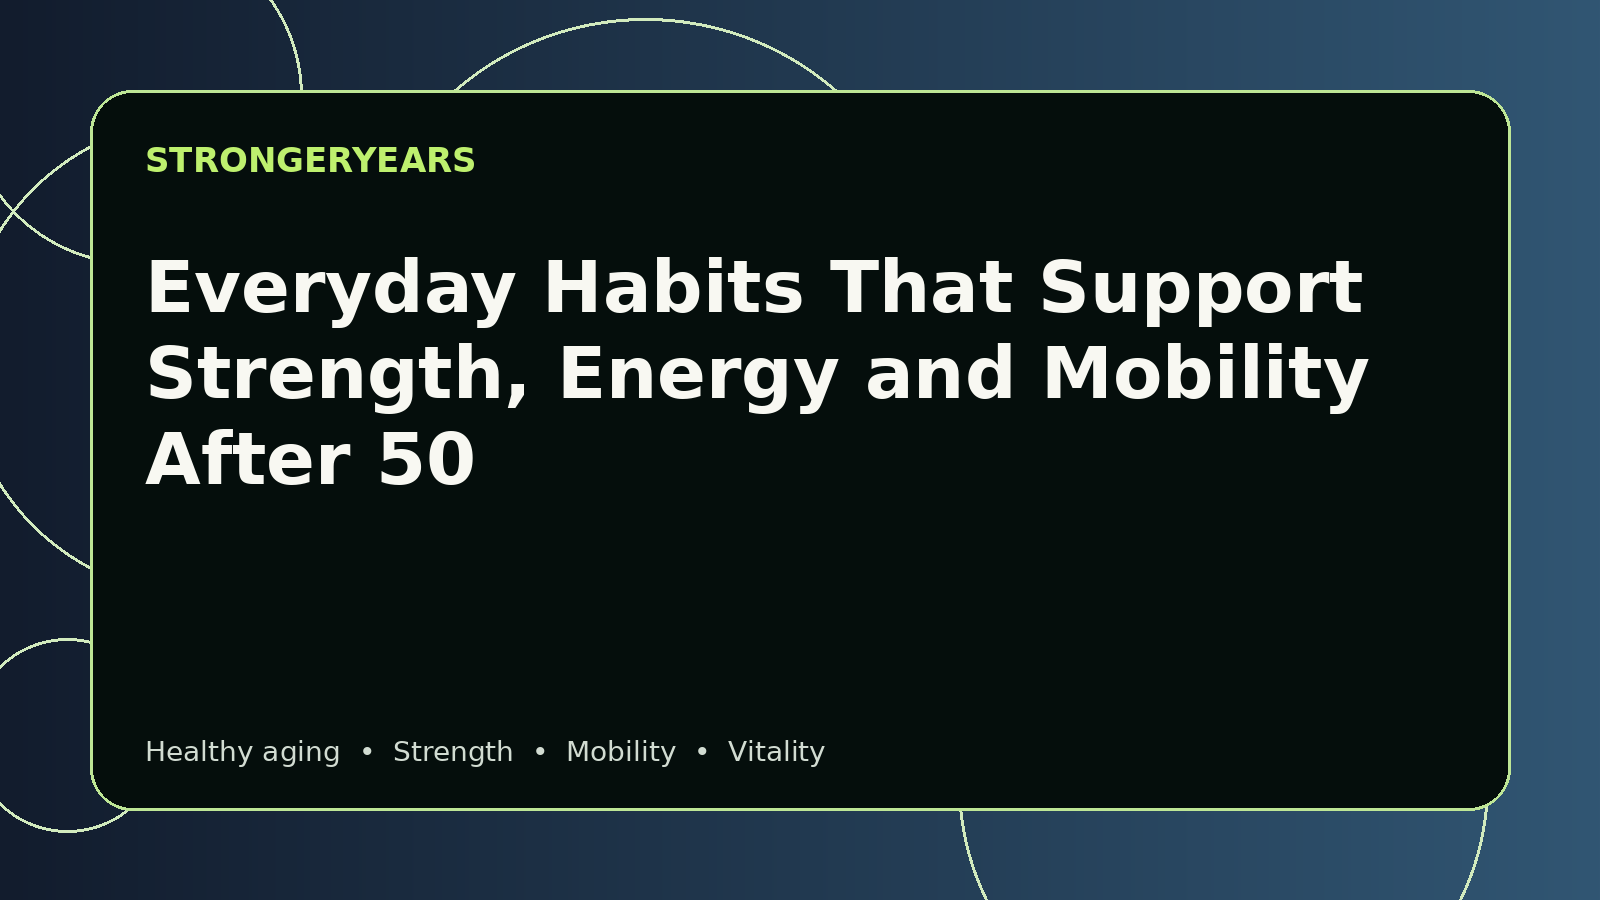 STRONGERYEARS
Everyday Habits That Support
Strength, Energy and Mobility
After 50
Healthy aging • Strength • Mobility • Vitality